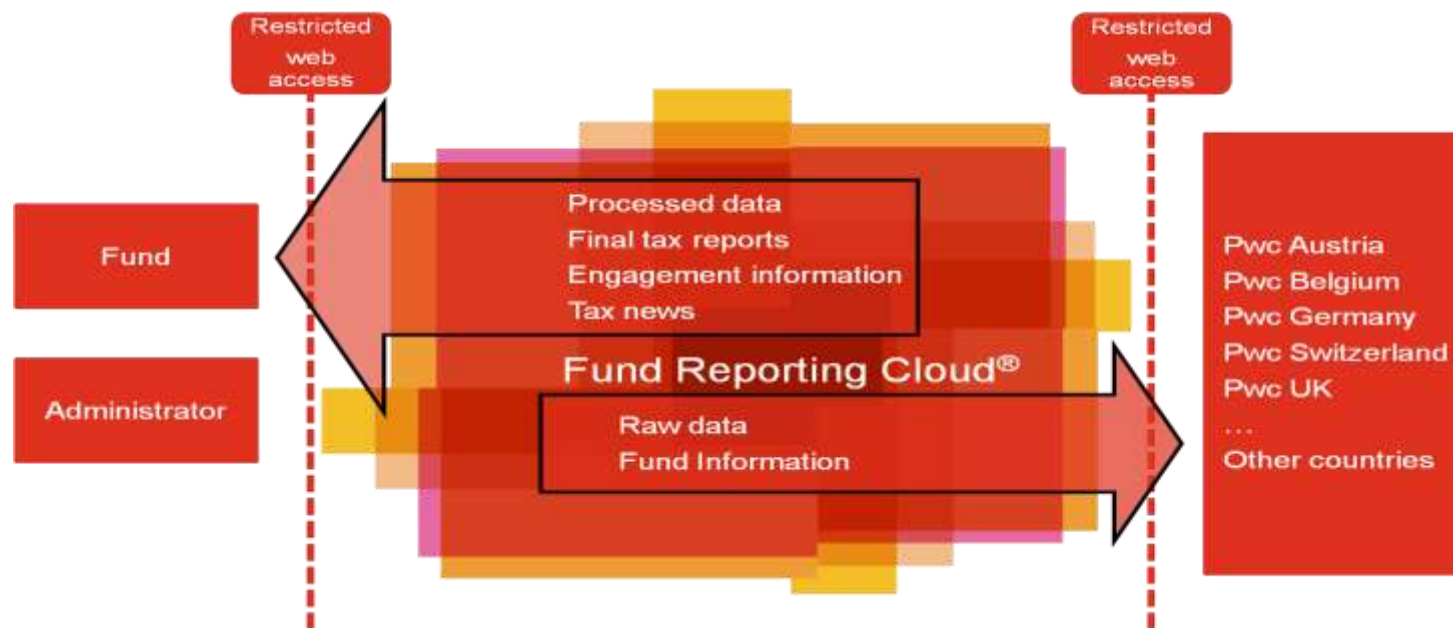 Restricted
web
access
Restricted
web
access
Fund
Administrator
Processed data
Final tax reports
Engagement information
Tax news
Fund Reporting Cloud®
Raw data
Fund Information
Pwc Austria
Pwc Belgium
Pwc Germany
Pwc Switzerland
Pwc UK
...
Other countries